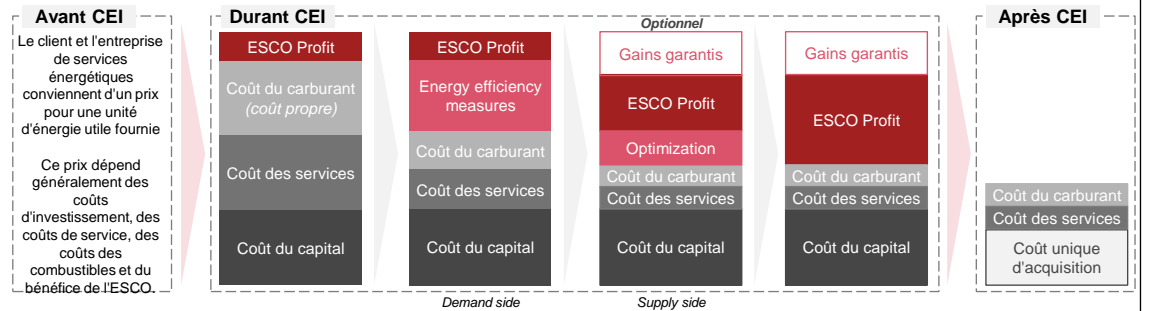 Avant CEI
Le client et l'entreprise
de services
énergétiques
conviennent d'un prix
pour une unité
d'énergie utile fournie
Ce prix dépend
généralement des
coûts
d'investissement, des
coûts de service, des
coûts des
combustibles et du
bénéfice de l'ESCO.
Durant CEI
Optionnel
ESCO Profit
Coût du carburant
(coût propre)
Coût des services
Coût du capital
ESCO Profit
Energy efficiency
measures
Coût du carburant
Coût des services
Coût du capital
Demand side
Gains garantis
ESCO Profit
Optimization
Coût du carburant
Coût des services
Coût du capital
Supply side
Gains garantis
ESCO Profit
Coût du carburant
Coût des services
Coût du capital
Après CEI
Coût du carburant
Coût des services
Coût unique
d'acquisition